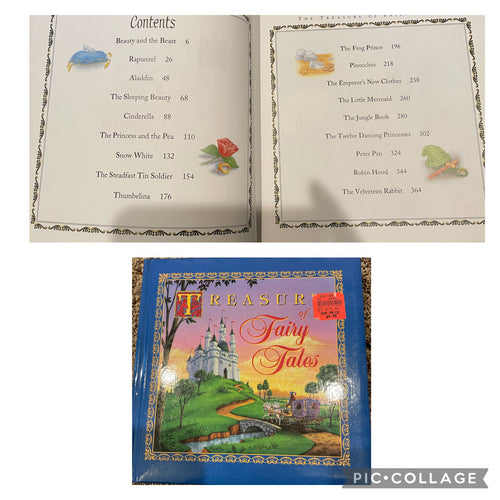 Contents
Beauty and the Beast 6
Rapunzel 26
Aladdin 48
The Sleeping Beauty 68
Cinderella 88
The Princess and the Pea 110
Snow White 132
The Steadfast Tin Soldier 154
Thumbelina 176
THE TREASURY OF
The Frog Prince 196
Pinocchio 218
The Emperor's New Clothes 238
The Little Mermaid 260
The Jungle Book 280
The Twelve Dancing Princesses 302
Peter Pan 324
Robin Hood 344
The Velveteen Rabbit 364
TREASUR
of
Fairy
Tales
PIC•COLLAGE